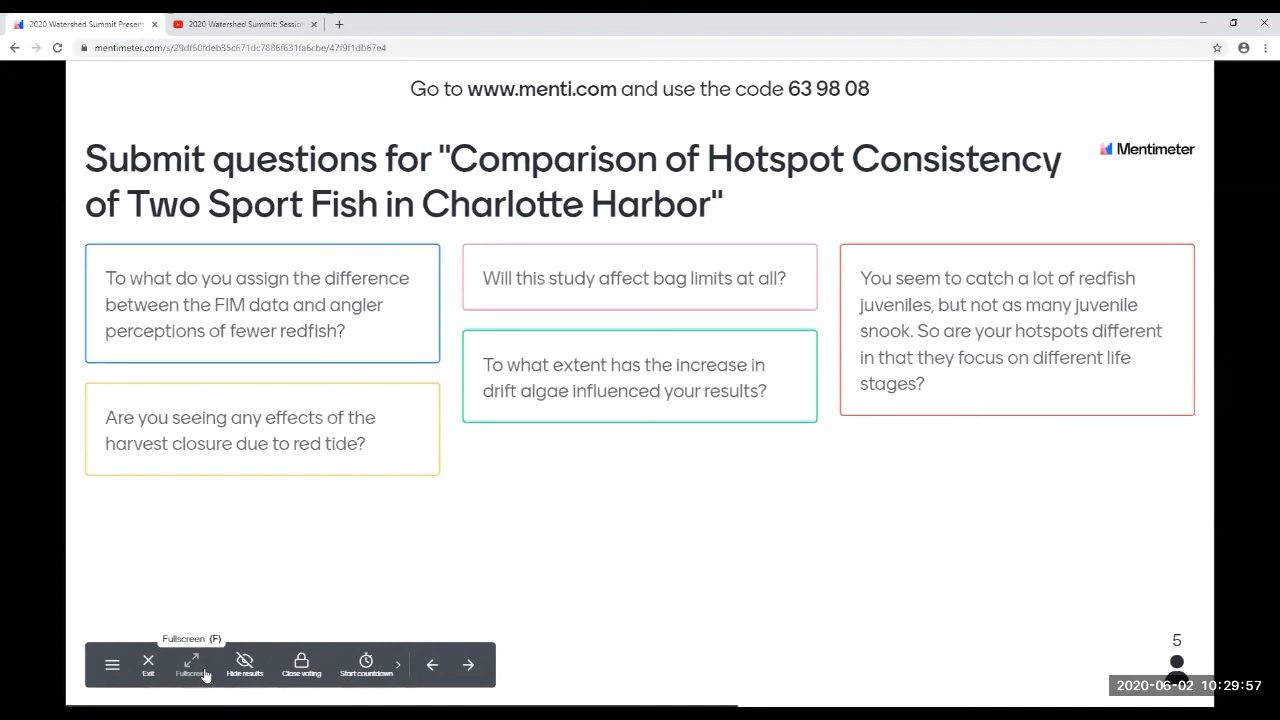 2020 Watershed Summit Presen
2020 Watershed Summit: Session
mentimeter.com/s/29df60fdeb35c671dc7886f631fa6cbe/47f9f1db67e4
Go to www.menti.com and use the code 63 98 08
Submit questions for "Comparison of Hotspot Consistency
of Two Sport Fish in Charlotte Harbor"
Mentimeter
To what do you assign the difference
between the FIM data and angler
perceptions of fewer redfish?
Are you seeing any effects of the
harvest closure due to red tide?
Will this study affect bag limits at all?
To what extent has the increase in
drift algae influenced your results?
You seem to catch a lot of redfish
juveniles, but not as many juvenile
snook. So are your hotspots different
in that they focus on different life
stages?
Fullscreen (F)
Exit
Fullscreen
Hide results
Close voting
Start countdown
5
2020-06-02 10:29:57